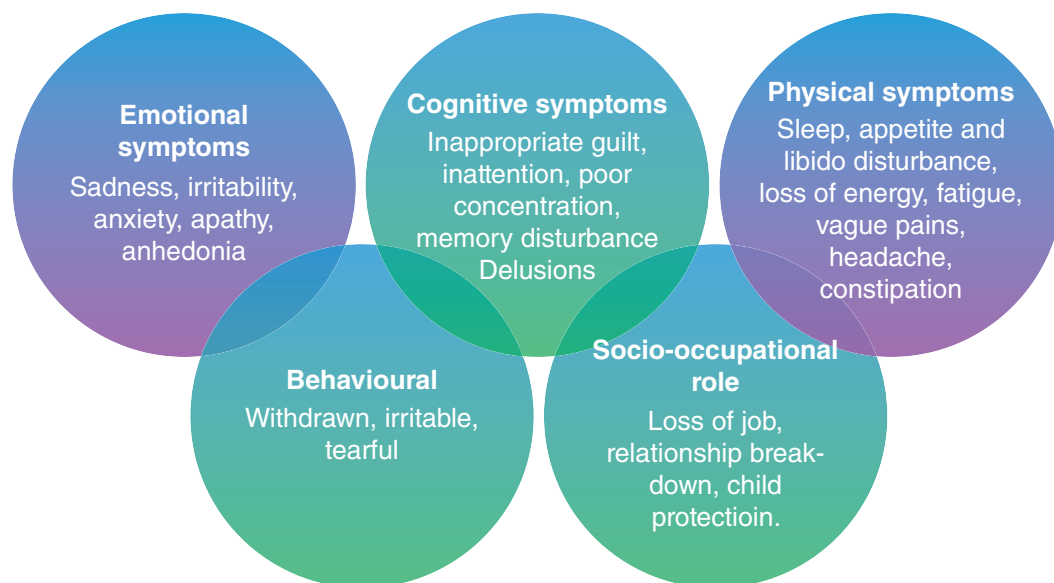 Emotional
symptoms
Sadness, irritability,
anxiety, apathy,
anhedonia
Cognitive symptoms
Inappropriate guilt,
inattention, poor
concentration,
memory disturbance
Delusions
Physical symptoms
Sleep, appetite and
libido disturbance,
loss of energy, fatigue,
vague pains,
headache,
constipation
Behavioural
Withdrawn, irritable,
tearful
Socio-occupational
role
Loss of job,
relationship break-
down, child
protectioin.